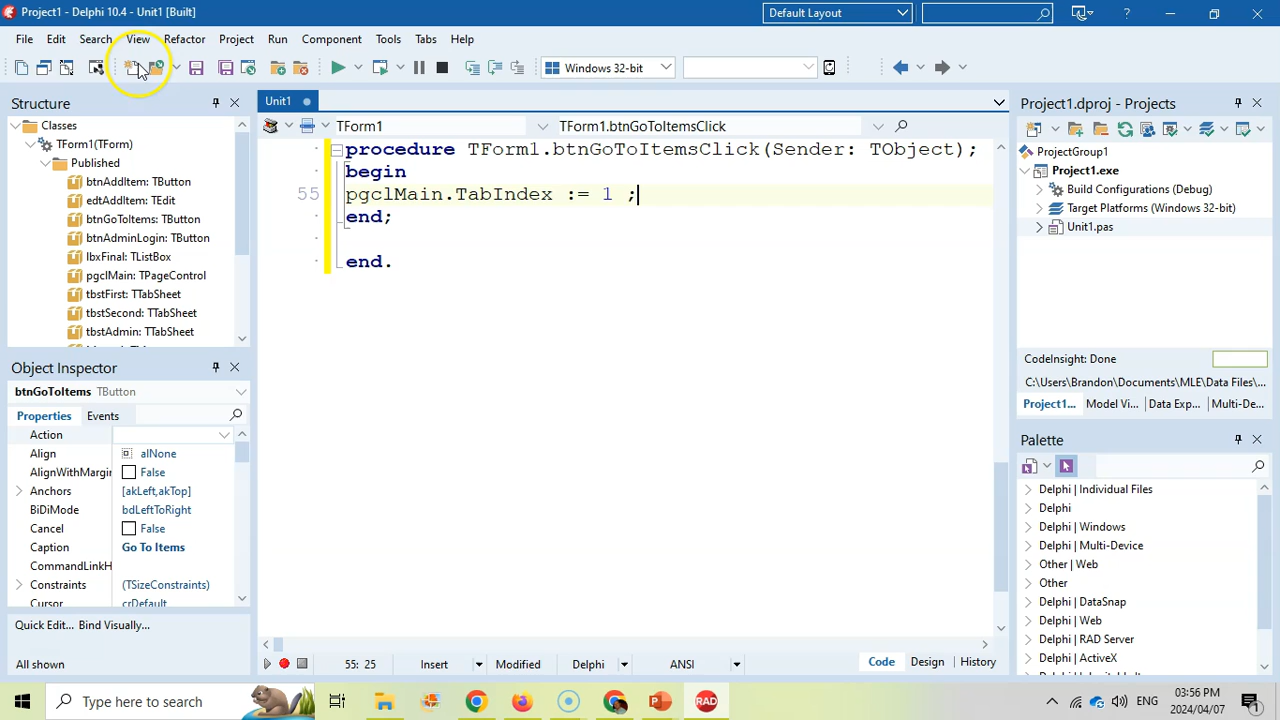 Project1 - Delphi 10.4 - Unit1 [Built]
Default Layout
File Edit Search View Refactor Project Run Component Tools Tabs Help
Windows 32-bit
Structure
Classes
TForm1(TForm)
Published
btnAddItem: TButton
edtAddItem: TEdit
btnGoToItems: TButton
btnAdminLogin: TButton
lbxFinal: TListBox
pgclMain: TPageControl
tbstFirst: TTabSheet
tbstSecond: TTabSheet
tbstAdmin: TTabSheet
Object Inspector
btnGoToItems TButton
Properties Events
Action
Align alNone
AlignWithMargin False
Anchors [akLeft,akTop]
BiDiMode bdLeftToRight
Cancel False
Caption Go To Items
CommandLinkH
Constraints (TSizeConstraints)
Cursor crDefault
Quick Edit... Bind Visually...
All shown
Unit1
TForm1 TForm1.btnGoToItemsClick
procedure TForm1.btnGoToItemsClick(Sender: TObject);
begin
55 pgclMain.TabIndex := 1 ;
end;
end.
55: 25 Insert Modified Delphi ANSI Code Design History
Project1.dproj - Projects
ProjectGroup1
Project1.exe
Build Configurations (Debug)
Target Platforms (Windows 32-bit)
Unit1.pas
CodeInsight: Done
C:\Users\Brandon\Documents\MLE\Data Files\...
Project1... Model Vi... Data Exp... Multi-De...
Palette
Delphi | Individual Files
Delphi
Delphi | Windows
Delphi | Multi-Device
Other | Web
Other
Delphi | DataSnap
Delphi | Web
RAD Server
Delphi | ActiveX
Type here to search
RAD
ENG
03:56 PM
2024/04/07
1